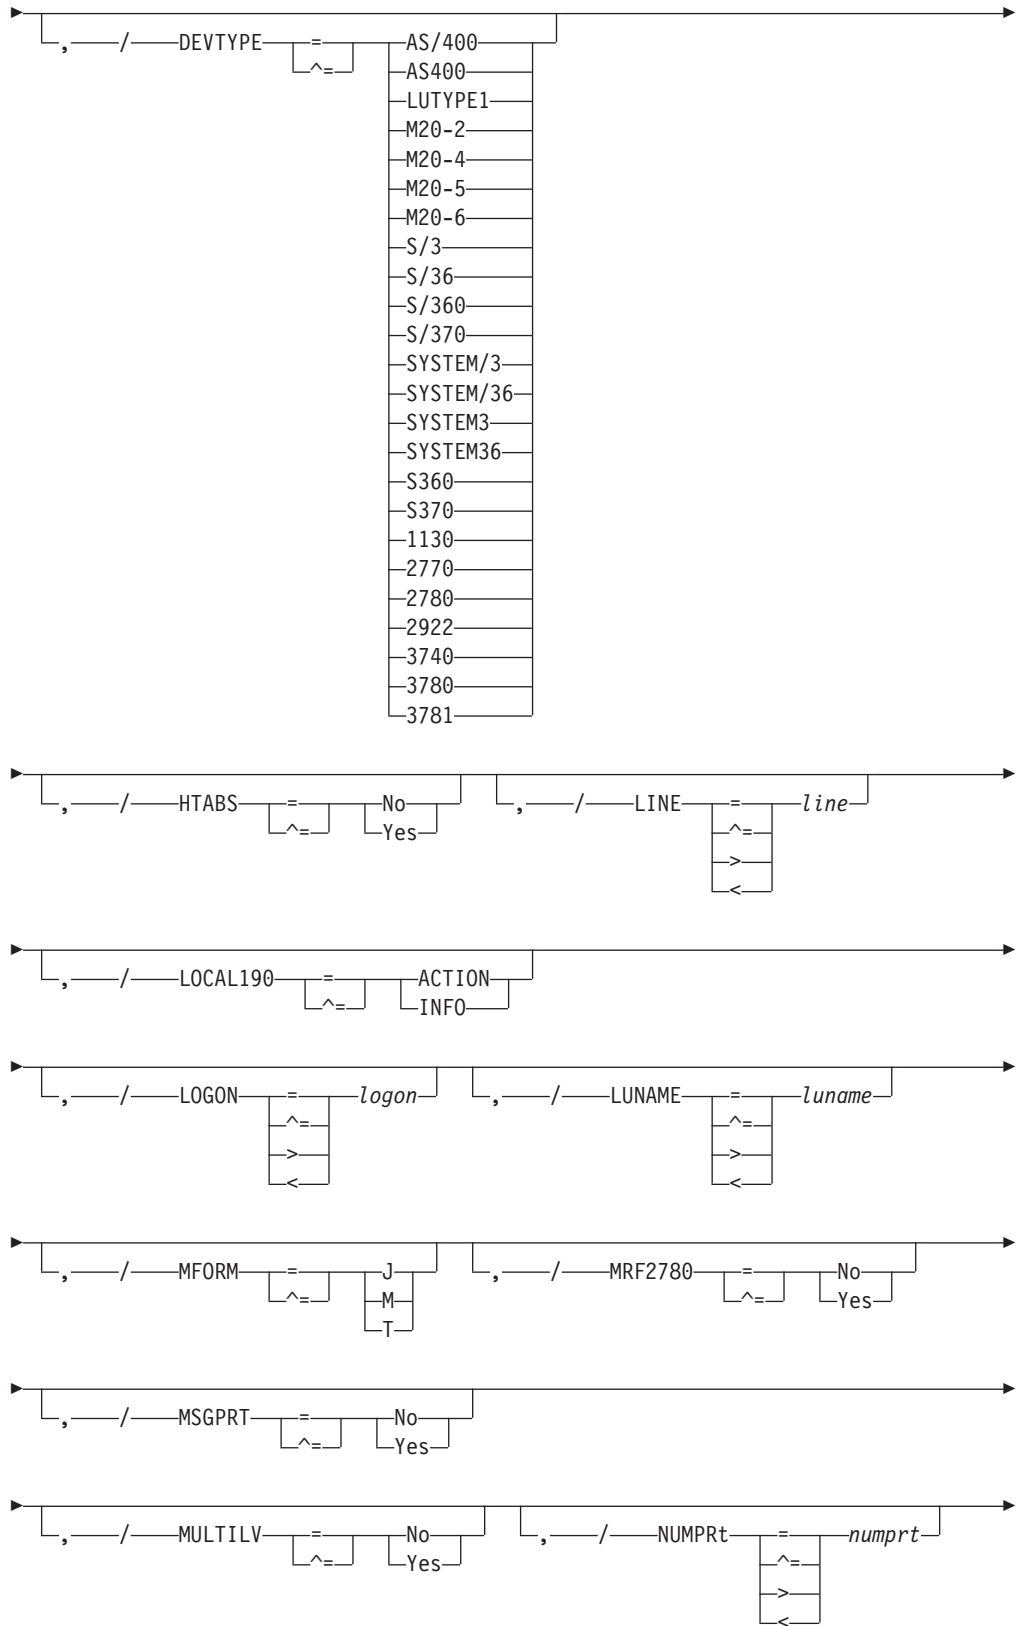 , / DEVTYPE = AS/400
^= AS400
LUTYPE1
M20-2
M20-4
M20-5
M20-6
S/3
S/36
S/360
S/370
SYSTEM/3
SYSTEM/36
SYSTEM3
SYSTEM36
S360
S370
1130
2770
2780
2922
3740
3780
3781
, / HTABS = No , / LINE = line
^= Yes ^=
>
<
, / LOCAL190 = ACTION
^= INFO
, / LOGON = logon , / LUNAME = luname
^= ^=
> >
< <
, / MFORM = J , / MRF2780 = No
^= M ^= Yes
T
, / MSGPRT = No
^= Yes
, / MULTILV = No , / NUMPRt = numprt
^= Yes ^=
>
<